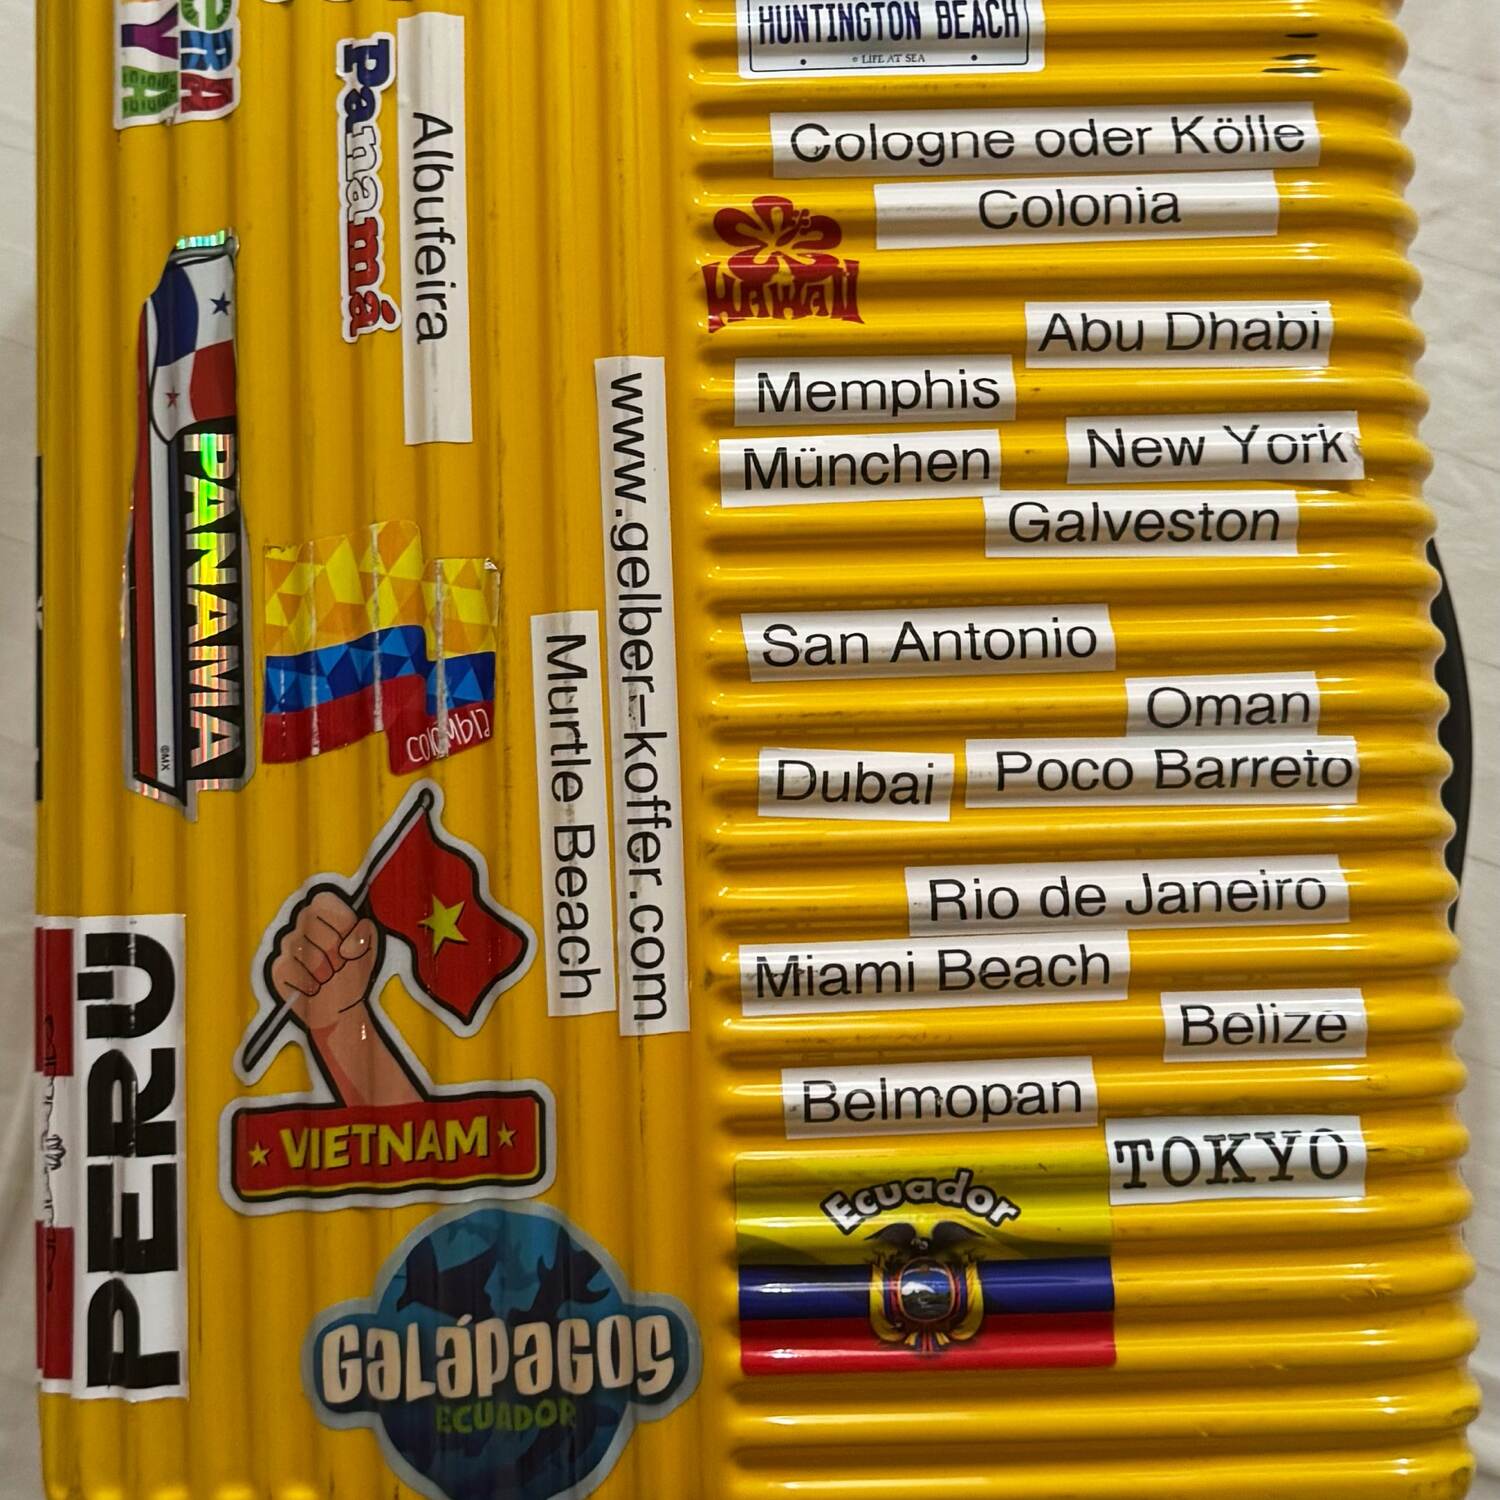 Panamá
Albufeira
PANAMA
©MX
COLOMbIA
www.gelber-koffer.com
Murtle Beach
PERÚ
VIETNAM
GaLáPaGOS
ECUADOR
HUNTINGTON BEACH
LIFE AT SEA
Cologne oder Kölle
Colonia
HAWAII
Abu Dhabi
Memphis
München
New York
Galveston
San Antonio
Oman
Dubai
Poco Barreto
Rio de Janeiro
Miami Beach
Belize
Belmopan
TOKYO
Ecuador